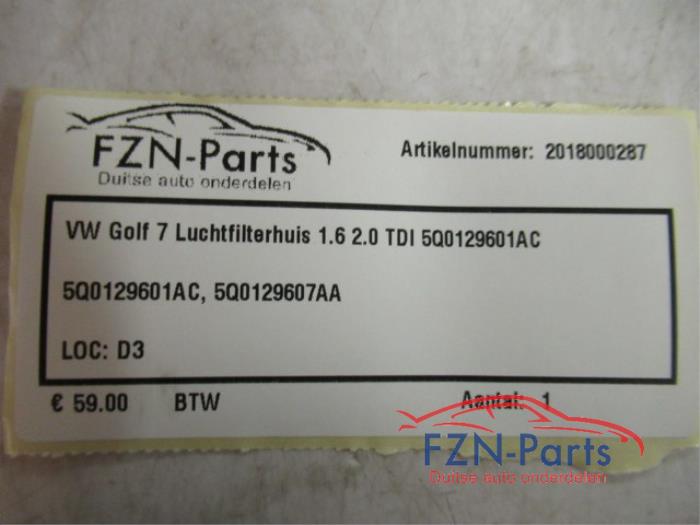 FZN-Parts
Duitse auto onderdelen
Artikelnummer: 2018000287
VW Golf 7 Luchtfilterhuis 1.6 2.0 TDI 5Q0129601AC
5Q0129601AC, 5Q0129607AA
LOC: D3
€ 59.00 BTW Aantal: 1
FZN-Parts
Duitse auto onderdelen